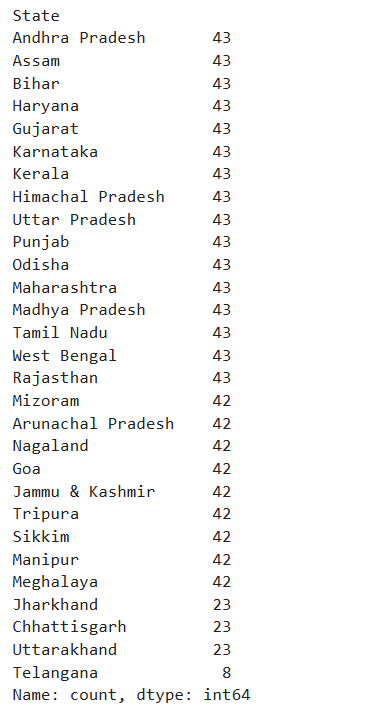 State
Andhra Pradesh       43
Assam                43
Bihar                43
Haryana              43
Gujarat              43
Karnataka            43
Kerala               43
Himachal Pradesh     43
Uttar Pradesh        43
Punjab               43
Odisha               43
Maharashtra          43
Madhya Pradesh       43
Tamil Nadu           43
West Bengal          43
Rajasthan            43
Mizoram              42
Arunachal Pradesh    42
Nagaland             42
Goa                  42
Jammu & Kashmir      42
Tripura              42
Sikkim               42
Manipur              42
Meghalaya            42
Jharkhand            23
Chhattisgarh         23
Uttarakhand          23
Telangana             8
Name: count, dtype: int64